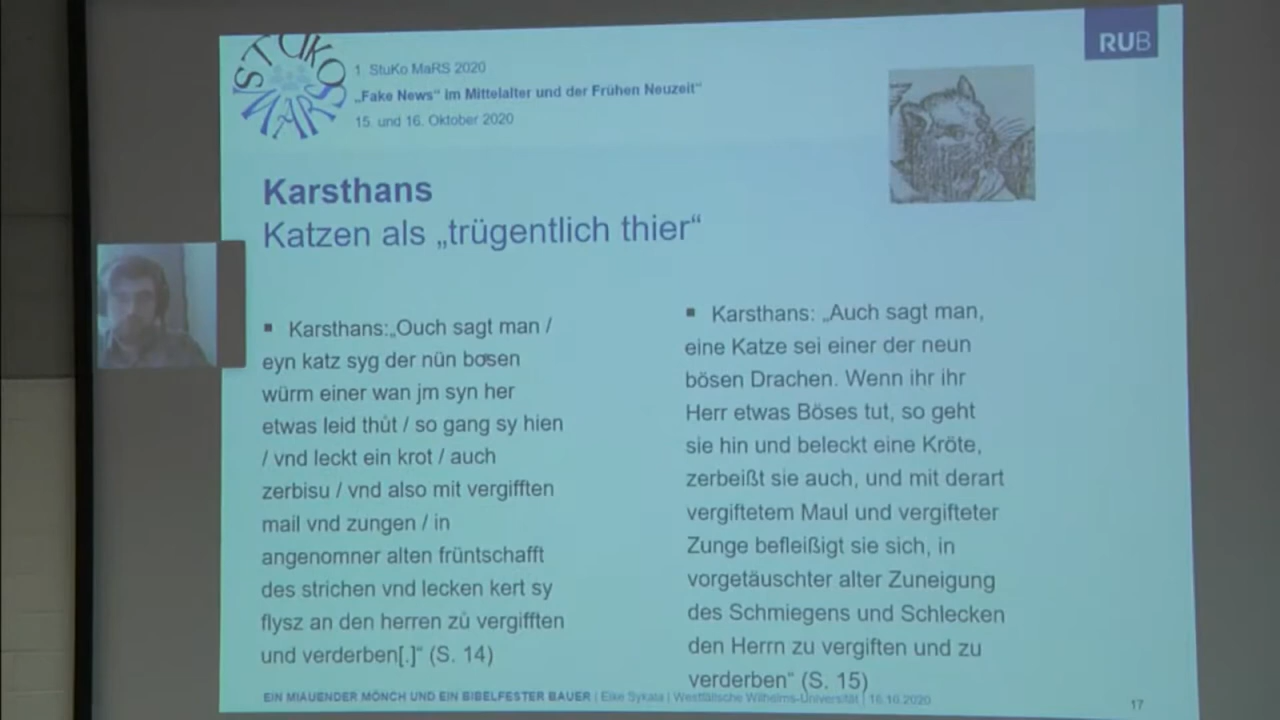 STUKO
MARS
1. StuKo MaRS 2020
„Fake News“ im Mittelalter und der Frühen Neuzeit“
15. und 16. Oktober 2020
RUB
Karsthans
Katzen als „trügentlich thier“
▪ Karsthans:„Ouch sagt man /
eyn katz syg der nün bosen
würm einer wan jm syn her
etwas leid thůt / so gang sy hien
/ vnd leckt ein krot / auch
zerbisu / vnd also mit vergifften
mail vnd zungen / in
angenomner alten früntschafft
des strichen vnd lecken kert sy
flysz an den herren zů vergifften
und verderben[.]“ (S. 14)
▪ Karsthans: „Auch sagt man,
eine Katze sei einer der neun
bösen Drachen. Wenn ihr ihr
Herr etwas Böses tut, so geht
sie hin und beleckt eine Kröte,
zerbeißt sie auch, und mit derart
vergiftetem Maul und vergifteter
Zunge befleißigt sie sich, in
vorgetäuschter alter Zuneigung
des Schmiegens und Schlecken
den Herrn zu vergiften und zu
verderben“ (S. 15)
EIN MIAUENDER MÖNCH UND EIN BIBELFESTER BAUER | Eike Sykala | Westfälische Wilhelms-Universität | 16.10.2020
17